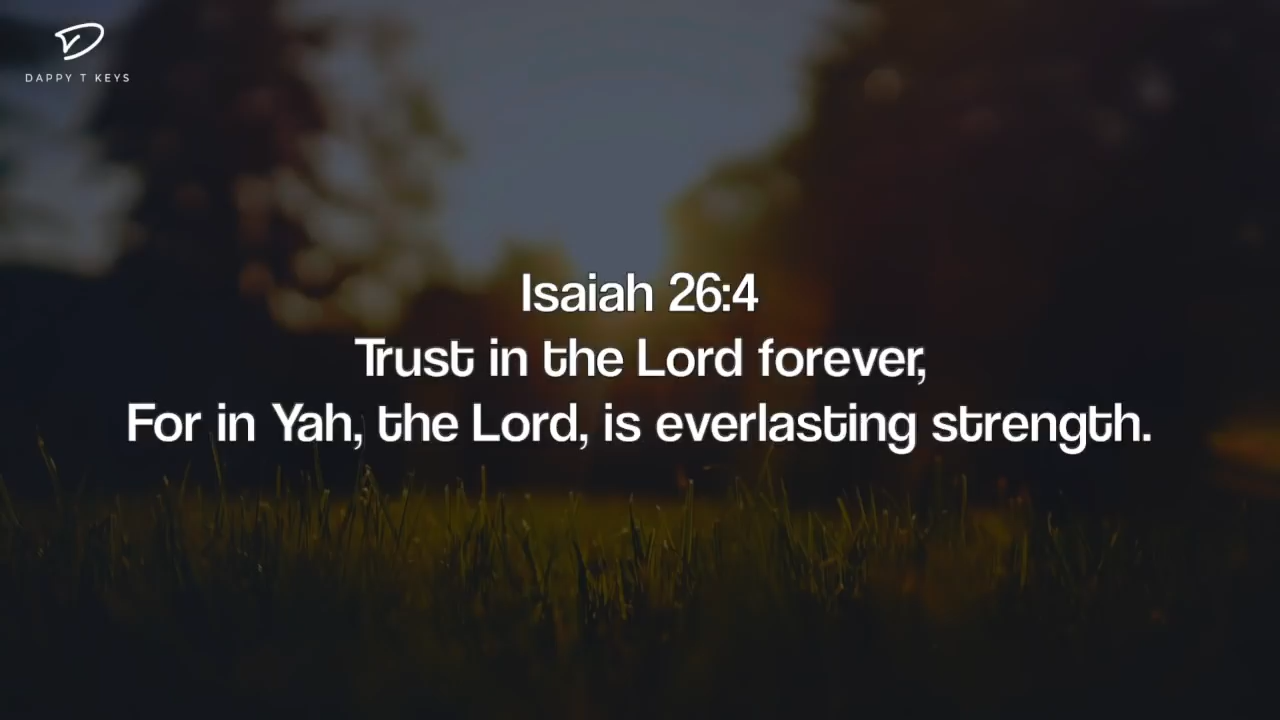 DAPPY T KEYS
Isaiah 26:4
Trust in the Lord forever,
For in Yah, the Lord, is everlasting strength.